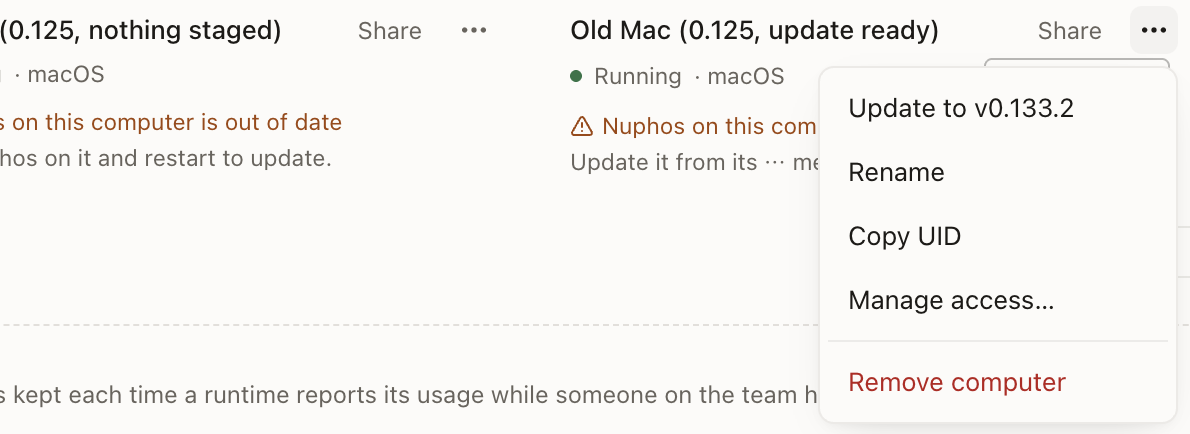 (0.125, nothing staged)
Share
···
· macOS
s on this computer is out of date
hos on it and restart to update.
Old Mac (0.125, update ready)
Share
···
Running · macOS
Nuphos on this com
Update it from its ··· me
Update to v0.133.2
Rename
Copy UID
Manage access...
Remove computer
s kept each time a runtime reports its usage while someone on the team h